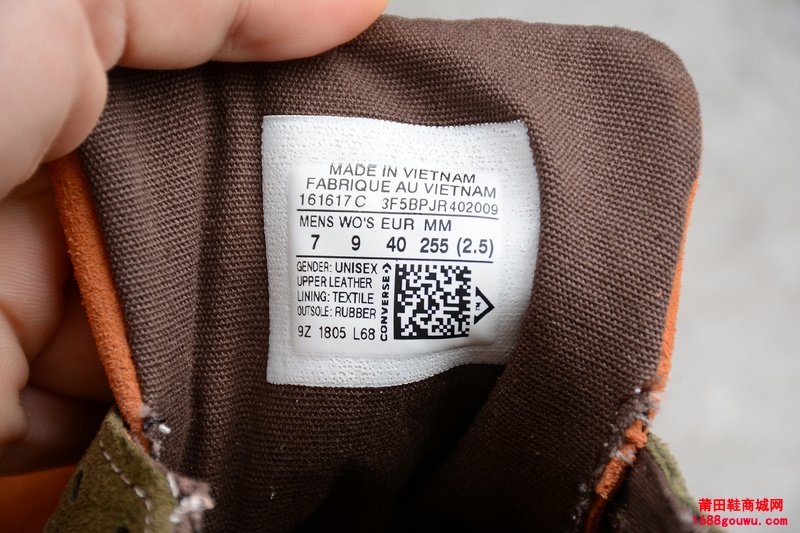 MADE IN VIETNAM
FABRIQUE AU VIETNAM
161617C 3F5BPJR402009
MENS WO'S EUR MM
7 9 40 255 (2.5)
GENDER: UNISEX
UPPER LEATHER
LINING: TEXTILE
OUTSOLE: RUBBER
9Z 1805 L68
CONVERSE
TM
莆田鞋商城网
1688gouwu.com